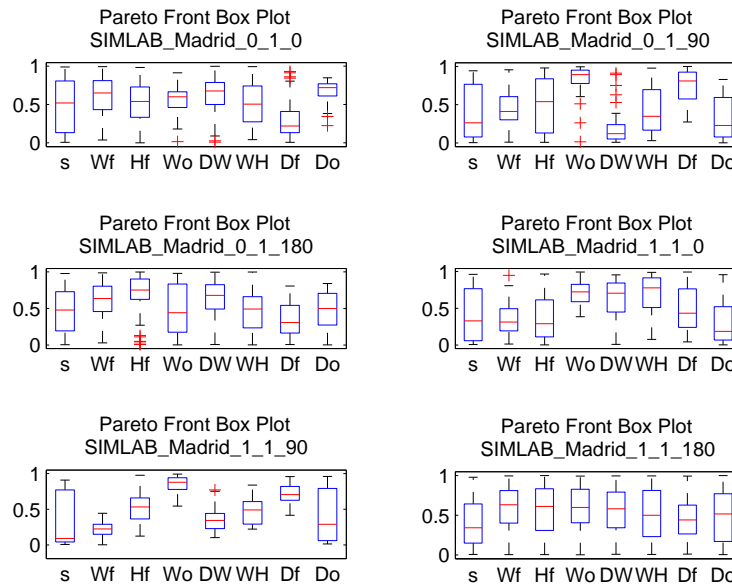 Pareto Front Box Plot
SIMLAB_Madrid_0_1_0
1
0.5
0
s Wf Hf Wo DW WH Df Do
Pareto Front Box Plot
SIMLAB_Madrid_0_1_90
1
0.5
0
s Wf Hf Wo DW WH Df Do
Pareto Front Box Plot
SIMLAB_Madrid_0_1_180
1
0.5
0
s Wf Hf Wo DW WH Df Do
Pareto Front Box Plot
SIMLAB_Madrid_1_1_0
1
0.5
0
s Wf Hf Wo DW WH Df Do
Pareto Front Box Plot
SIMLAB_Madrid_1_1_90
1
0.5
0
s Wf Hf Wo DW WH Df Do
Pareto Front Box Plot
SIMLAB_Madrid_1_1_180
1
0.5
0
s Wf Hf Wo DW WH Df Do